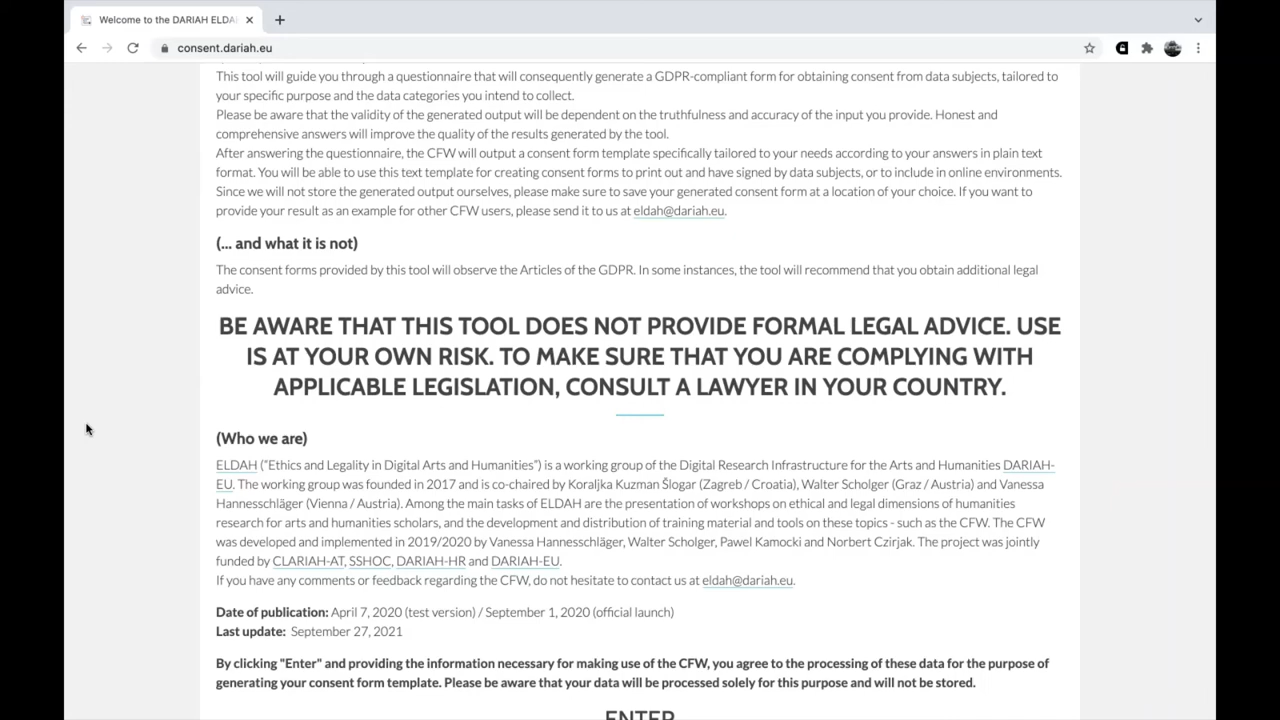 Welcome to the DARIAH ELDA
consent.dariah.eu
This tool will guide you through a questionnaire that will consequently generate a GDPR-compliant form for obtaining consent from data subjects, tailored to
your specific purpose and the data categories you intend to collect.
Please be aware that the validity of the generated output will be dependent on the truthfulness and accuracy of the input you provide. Honest and
comprehensive answers will improve the quality of the results generated by the tool.
After answering the questionnaire, the CFW will output a consent form template specifically tailored to your needs according to your answers in plain text
format. You will be able to use this text template for creating consent forms to print out and have signed by data subjects, or to include in online environments.
Since we will not store the generated output ourselves, please make sure to save your generated consent form at a location of your choice. If you want to
provide your result as an example for other CFW users, please send it to us at eldah@dariah.eu.
(... and what it is not)
The consent forms provided by this tool will observe the Articles of the GDPR. In some instances, the tool will recommend that you obtain additional legal
advice.
BE AWARE THAT THIS TOOL DOES NOT PROVIDE FORMAL LEGAL ADVICE. USE
IS AT YOUR OWN RISK. TO MAKE SURE THAT YOU ARE COMPLYING WITH
APPLICABLE LEGISLATION, CONSULT A LAWYER IN YOUR COUNTRY.
(Who we are)
ELDAH ("Ethics and Legality in Digital Arts and Humanities") is a working group of the Digital Research Infrastructure for the Arts and Humanities DARIAH-
EU. The working group was founded in 2017 and is co-chaired by Koraljka Kuzman Šlogar (Zagreb / Croatia), Walter Scholger (Graz / Austria) and Vanessa
Hannesschläger (Vienna / Austria). Among the main tasks of ELDAH are the presentation of workshops on ethical and legal dimensions of humanities
research for arts and humanities scholars, and the development and distribution of training material and tools on these topics - such as the CFW. The CFW
was developed and implemented in 2019/2020 by Vanessa Hannesschläger, Walter Scholger, Pawel Kamocki and Norbert Czirjak. The project was jointly
funded by CLARIAH-AT, SSHOC, DARIAH-HR and DARIAH-EU.
If you have any comments or feedback regarding the CFW, do not hesitate to contact us at eldah@dariah.eu.
Date of publication: April 7, 2020 (test version) / September 1, 2020 (official launch)
Last update: September 27, 2021
By clicking "Enter" and providing the information necessary for making use of the CFW, you agree to the processing of these data for the purpose of
generating your consent form template. Please be aware that your data will be processed solely for this purpose and will not be stored.
ENTER